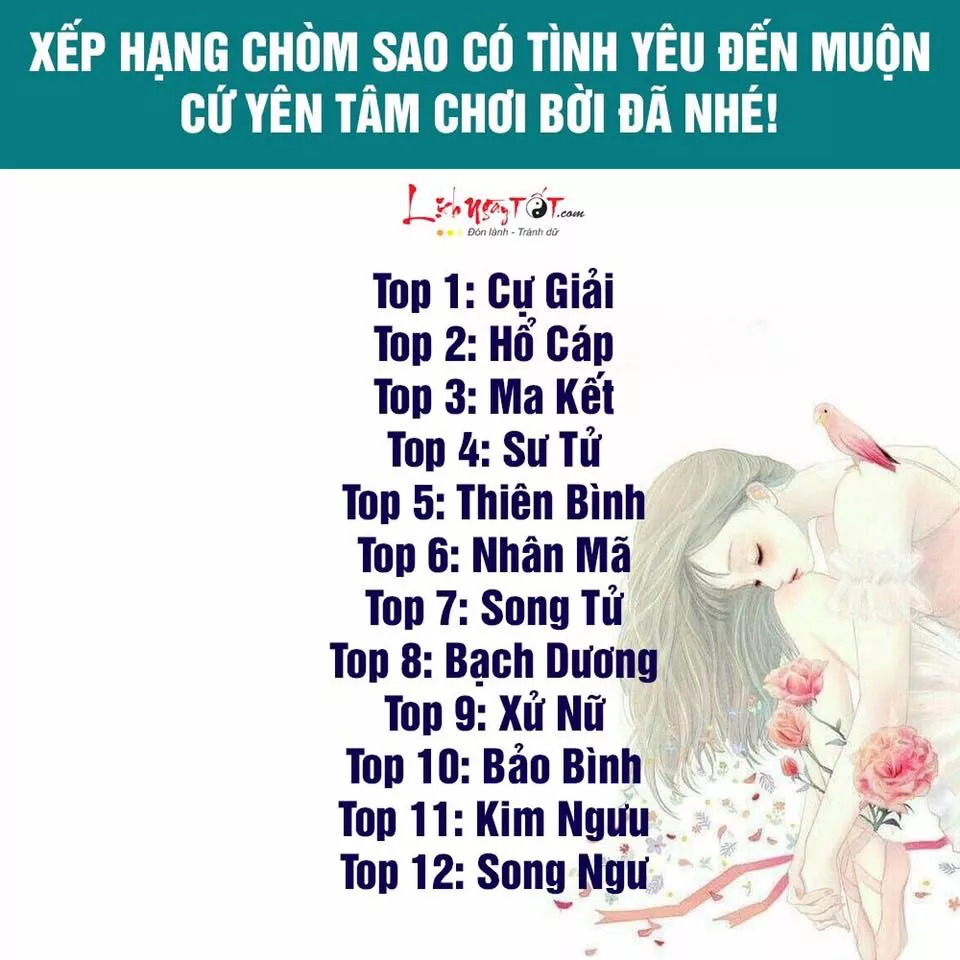 XẾP HẠNG CHÒM SAO CÓ TÌNH YÊU ĐẾN MUỘN
CỨ YÊN TÂM CHƠI BỜI ĐÃ NHÉ!
LịchNgàyTỐT.com
Đón lành - Tránh dữ
Top 1: Cự Giải
Top 2: Hổ Cáp
Top 3: Ma Kết
Top 4: Sư Tử
Top 5: Thiên Bình
Top 6: Nhân Mã
Top 7: Song Tử
Top 8: Bạch Dương
Top 9: Xử Nữ
Top 10: Bảo Bình
Top 11: Kim Ngưu
Top 12: Song Ngư